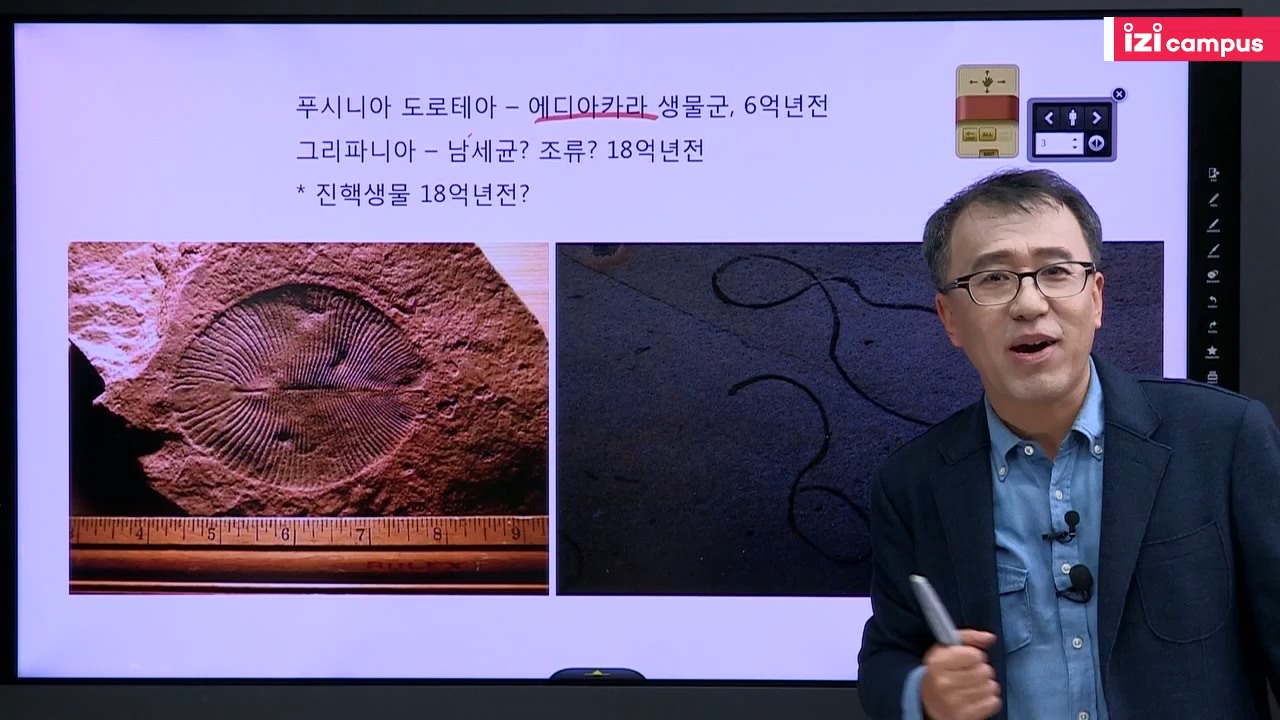 izi campus
푸시니아 도로테아 – 에디아카라 생물군, 6억년전
그리파니아 – 남세균? 조류? 18억년전
* 진핵생물 18억년전?
ALL
3
4 5 6 7 8 9